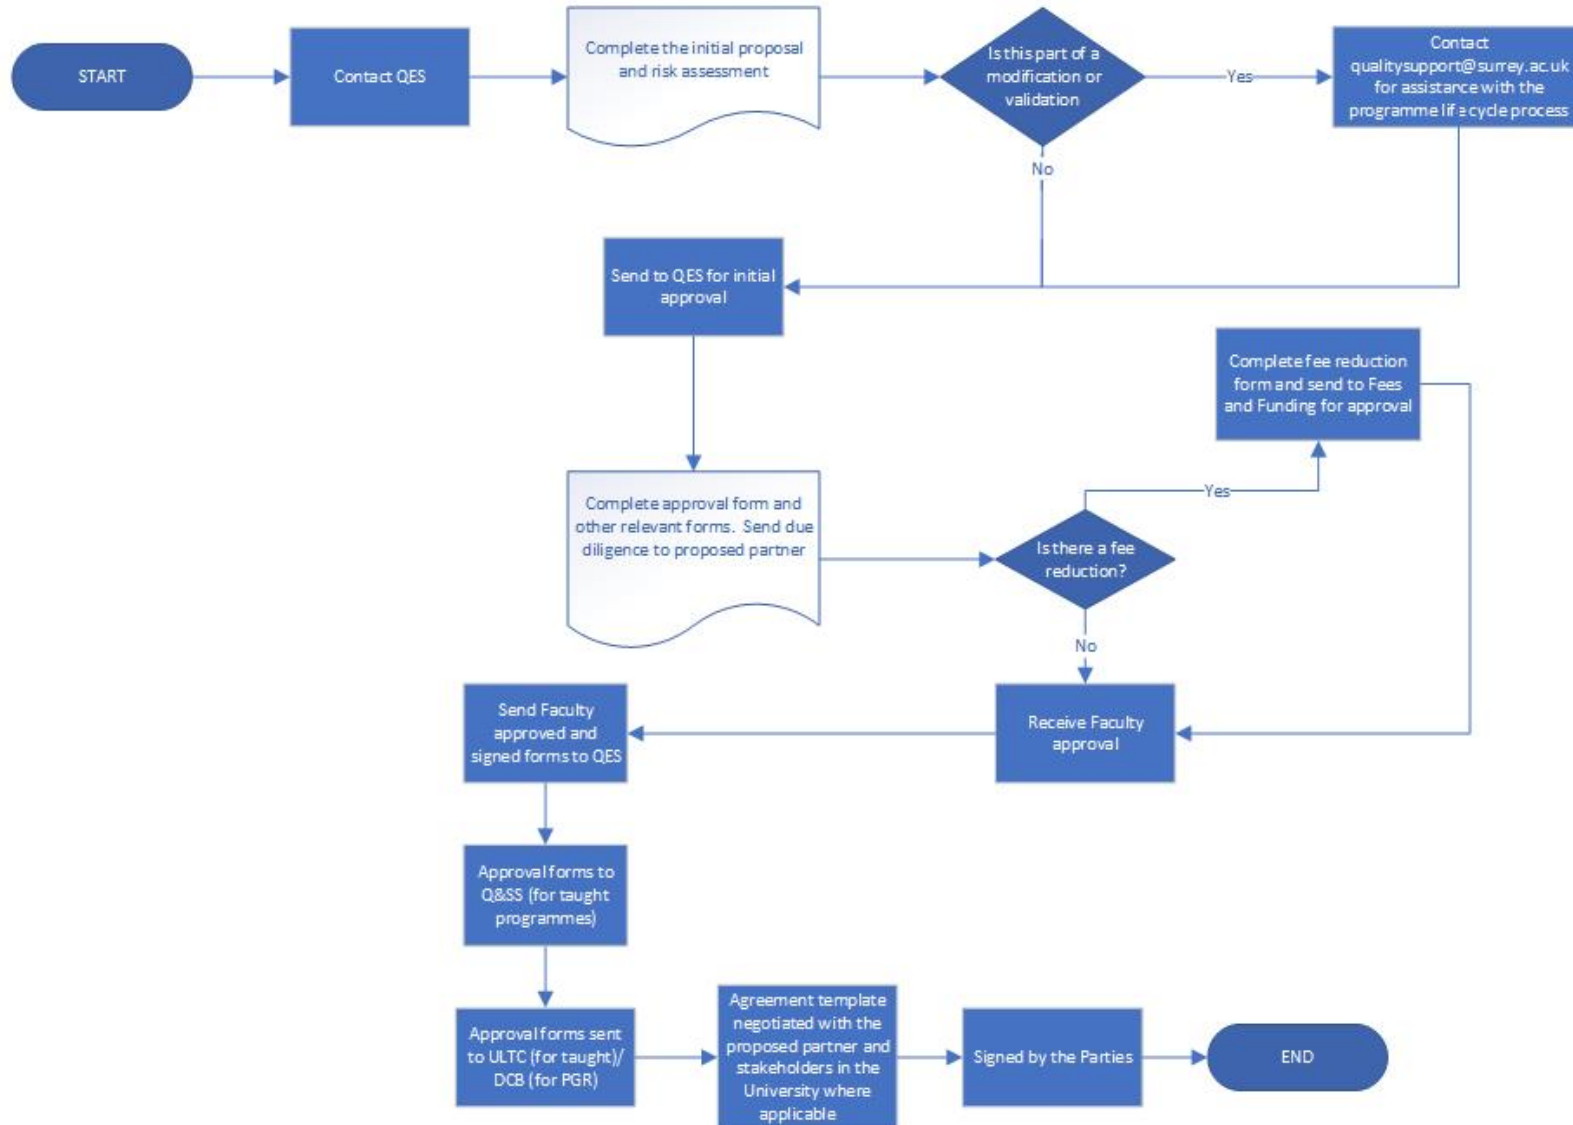 START
Contact QES
Complete the initial proposal
and risk assessment
Is this part of a
modification or
validation
Yes
Contact
qualitysupport@surrey.ac.uk
for assistance with the
programme life cycle process
No
Send to QES for initial
approval
Complete fee reduction
form and send to Fees
and Funding for approval
Yes
Complete approval form and
other relevant forms. Send due
diligence to proposed partner
Is there a fee
reduction?
No
Send Faculty
approved and
signed forms to QES
Receive Faculty
approval
Approval forms to
Q&SS (for taught
programmes)
Approval forms sent
to ULTC (for taught)/
DCB (for PGR)
Agreement template
negotiated with the
proposed partner and
stakeholders in the
University where
applicable
Signed by the Parties
END